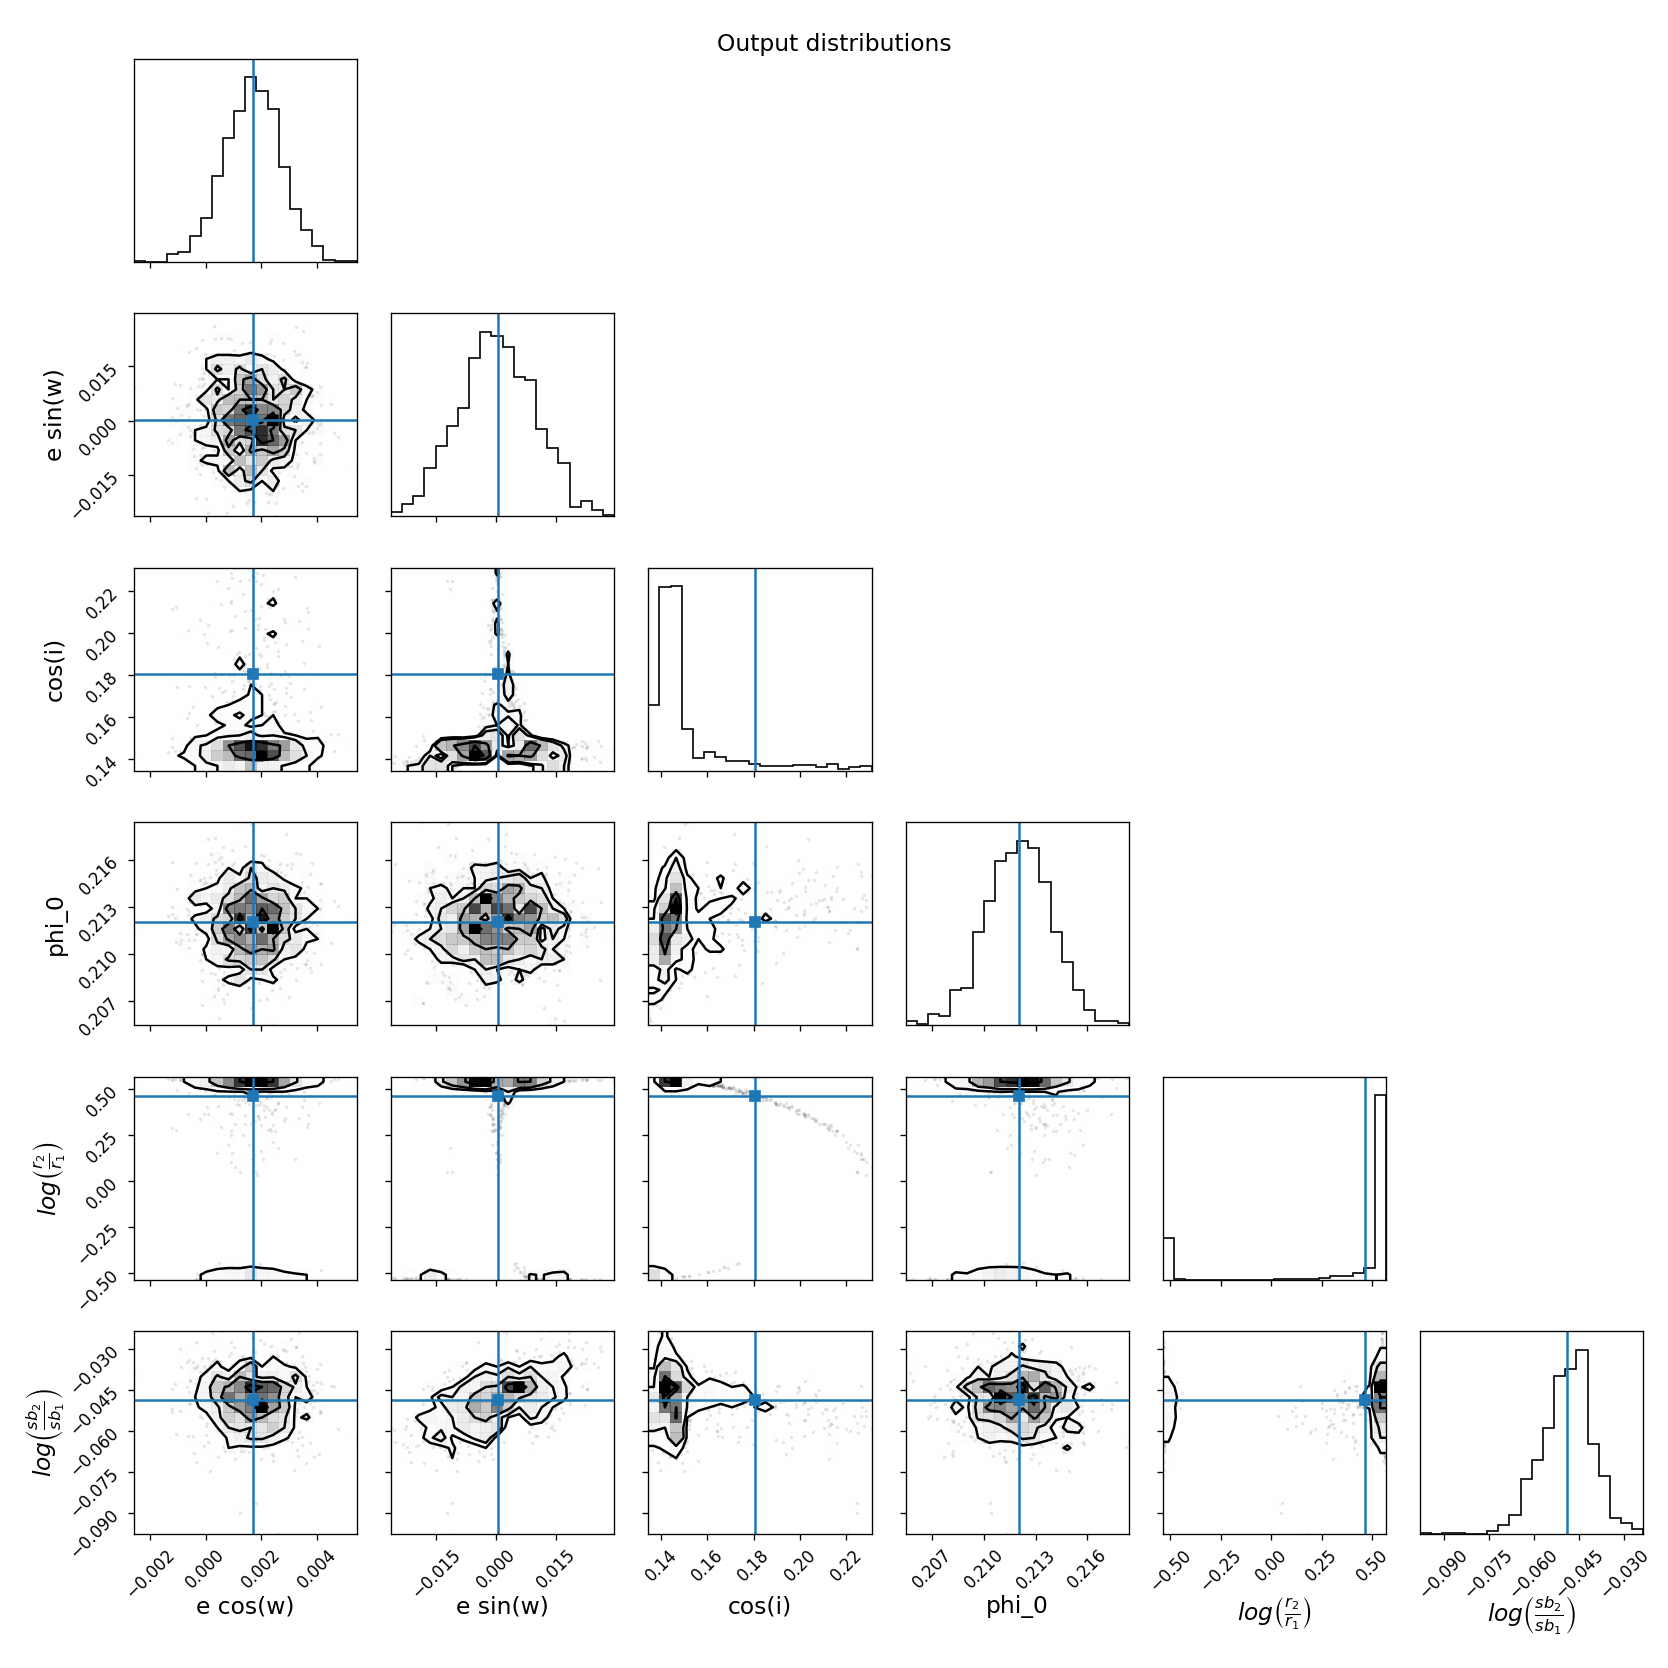 Output distributions
e sin(w)
0.015
0.000
−0.015
cos(i)
0.22
0.20
0.18
0.16
0.14
phi_0
0.216
0.213
0.210
0.207
log(r₂/r₁)
0.50
0.25
0.00
−0.25
−0.50
log(sb₂/sb₁)
−0.030
−0.045
−0.060
−0.075
−0.090
−0.002 0.000 0.002 0.004
−0.015 0.000 0.015
0.14 0.16 0.18 0.20 0.22
0.207 0.210 0.213 0.216
−0.50 −0.25 0.00 0.25 0.50
−0.090 −0.075 −0.060 −0.045 −0.030
e cos(w)
e sin(w)
cos(i)
phi_0
log(r₂/r₁)
log(sb₂/sb₁)